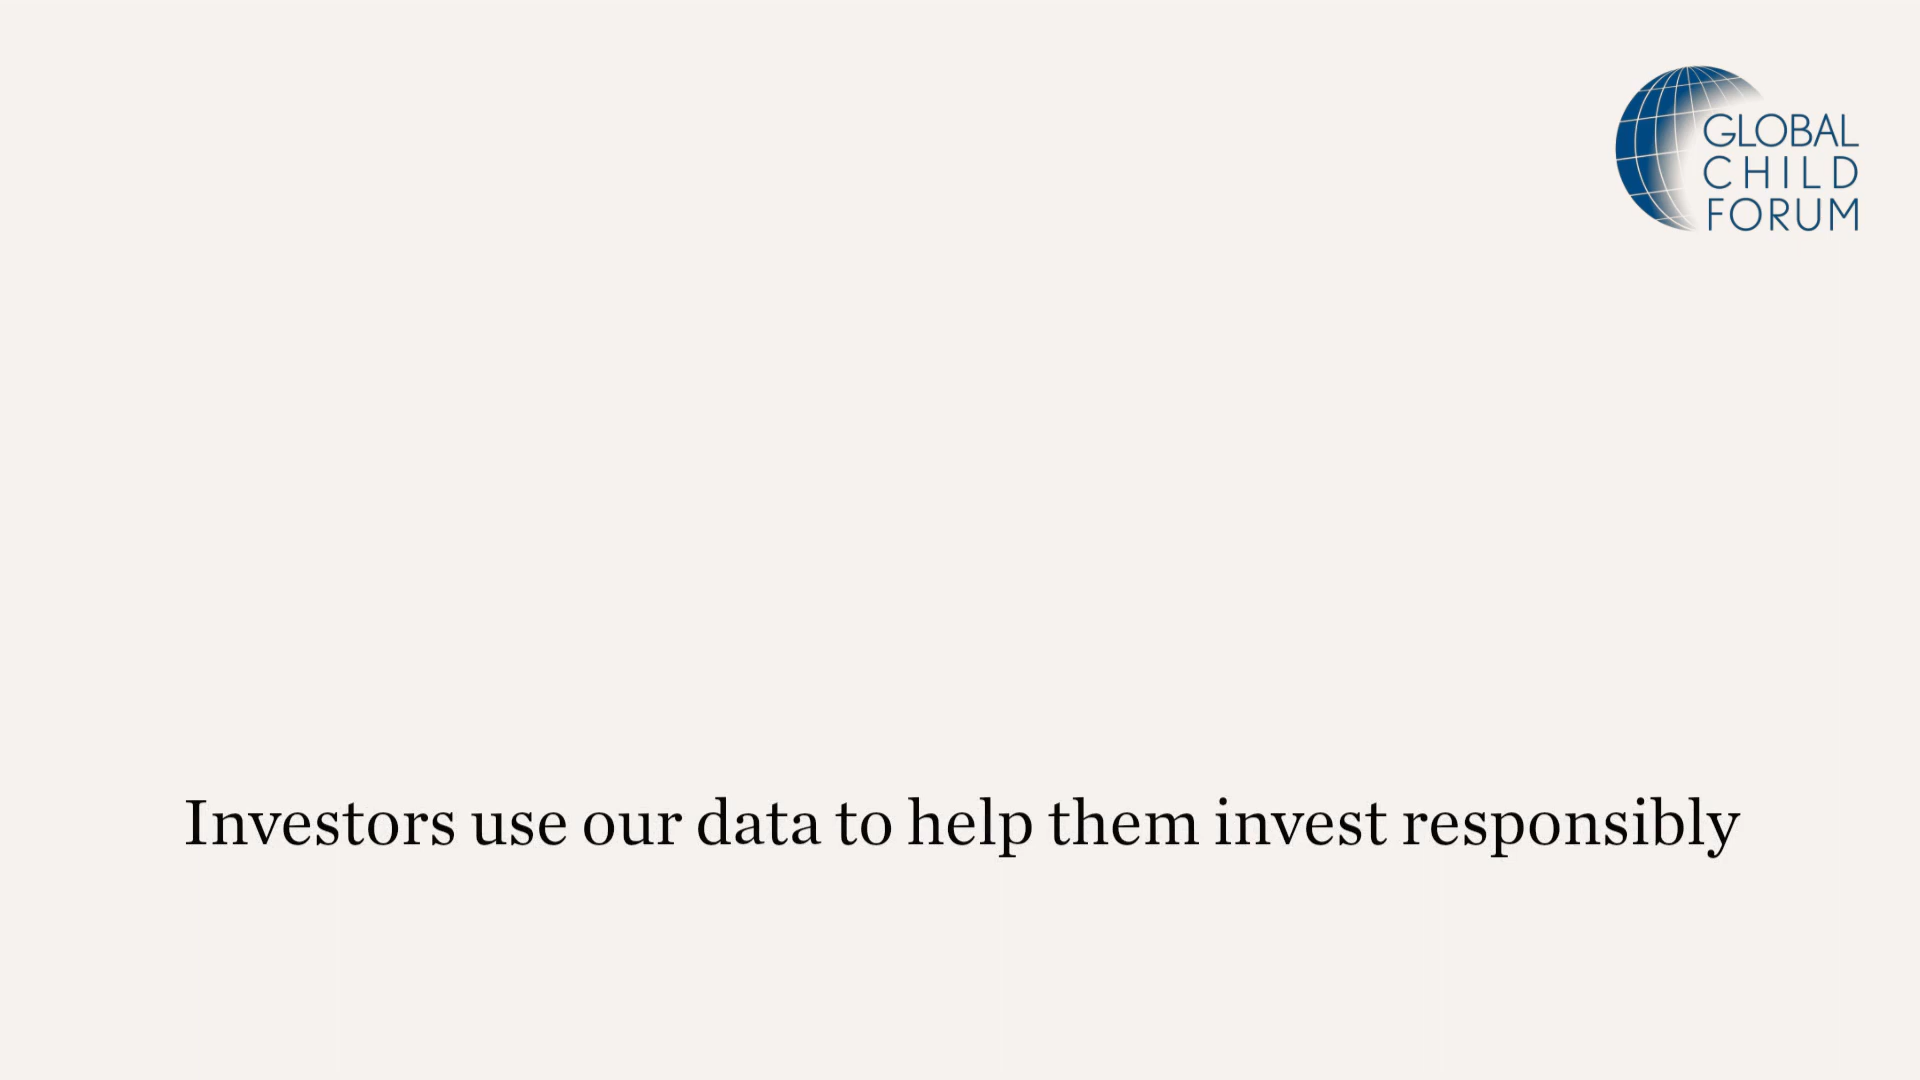 GLOBAL
CHILD
FORUM
Investors use our data to help them invest responsibly